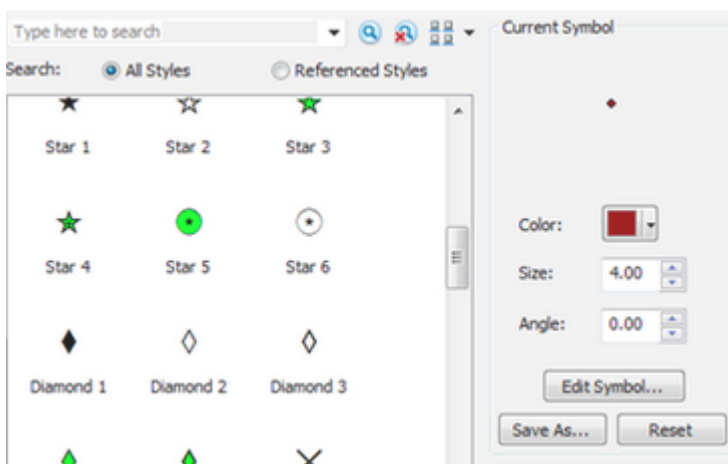 Type here to search
Search: All Styles Referenced Styles
Star 1 Star 2 Star 3
Star 4 Star 5 Star 6
Diamond 1 Diamond 2 Diamond 3
Current Symbol
Color:
Size: 4.00
Angle: 0.00
Edit Symbol...
Save As... Reset